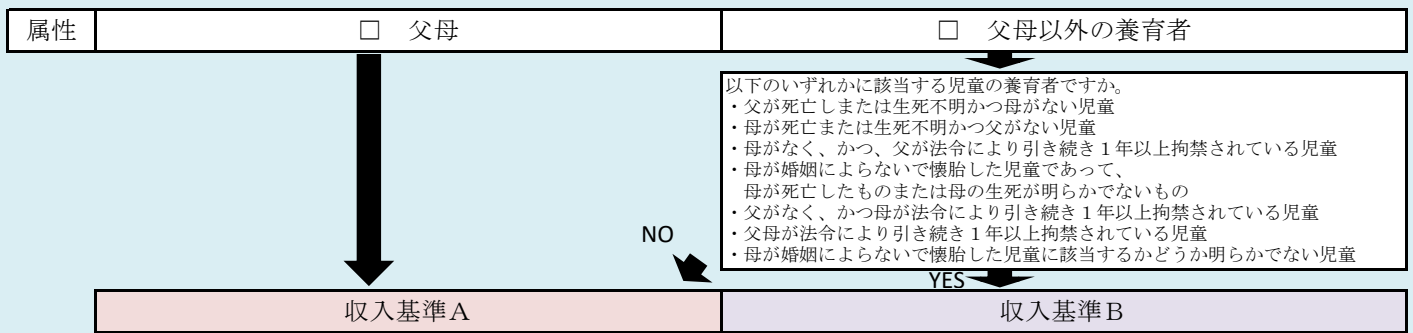 属性
□ 父母
□ 父母以外の養育者
以下のいずれかに該当する児童の養育者ですか。
・父が死亡しまたは生死不明かつ母がない児童
・母が死亡または生死不明かつ父がない児童
・母がなく、かつ、父が法令により引き続き１年以上拘禁されている児童
・母が婚姻によらないで懐胎した児童であって、
母が死亡したものまたは母の生死が明らかでないもの
・父がなく、かつ母が法令により引き続き１年以上拘禁されている児童
・父母が法令により引き続き１年以上拘禁されている児童
・母が婚姻によらないで懐胎した児童に該当するかどうか明らかでない児童
NO
YES
収入基準Ａ
収入基準Ｂ